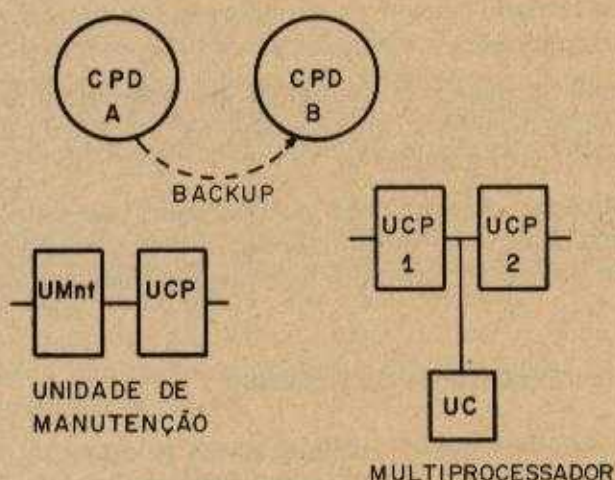 CPD
A
CPD
B
BACKUP
UMnt
UCP
UNIDADE DE
MANUTENÇÃO
UCP
1
UCP
2
UC
MULTIPROCESSADOR